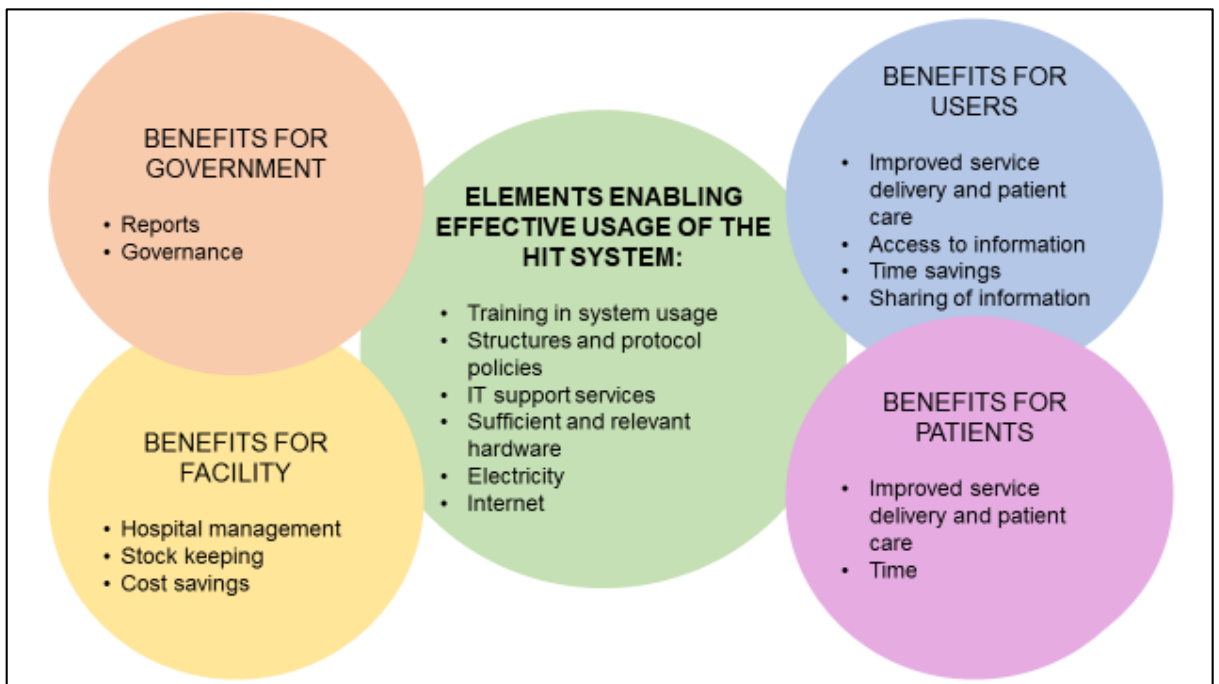 BENEFITS FOR
GOVERNMENT
• Reports
• Governance
BENEFITS FOR
FACILITY
• Hospital management
• Stock keeping
• Cost savings
ELEMENTS ENABLING
EFFECTIVE USAGE OF THE
HIT SYSTEM:
• Training in system usage
• Structures and protocol
policies
• IT support services
• Sufficient and relevant
hardware
• Electricity
• Internet
BENEFITS FOR
USERS
• Improved service
delivery and patient
care
• Access to information
• Time savings
• Sharing of information
BENEFITS FOR
PATIENTS
• Improved service
delivery and patient
care
• Time